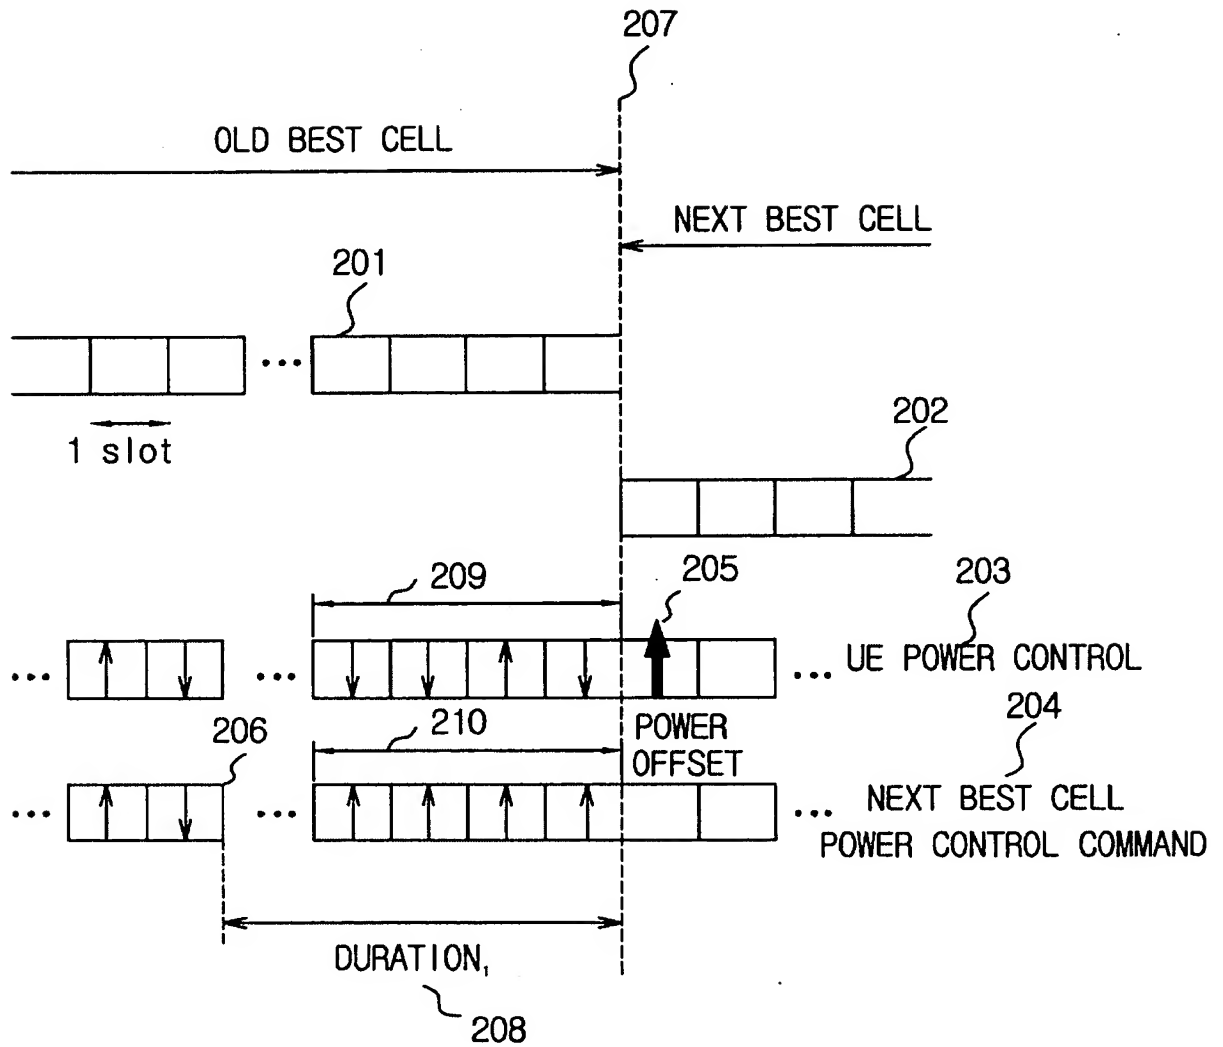 207
OLD BEST CELL
NEXT BEST CELL
201
1 slot
202
209
205
203
UE POWER CONTROL
206
210
POWER
OFFSET
204
NEXT BEST CELL
POWER CONTROL COMMAND
DURATION,
208